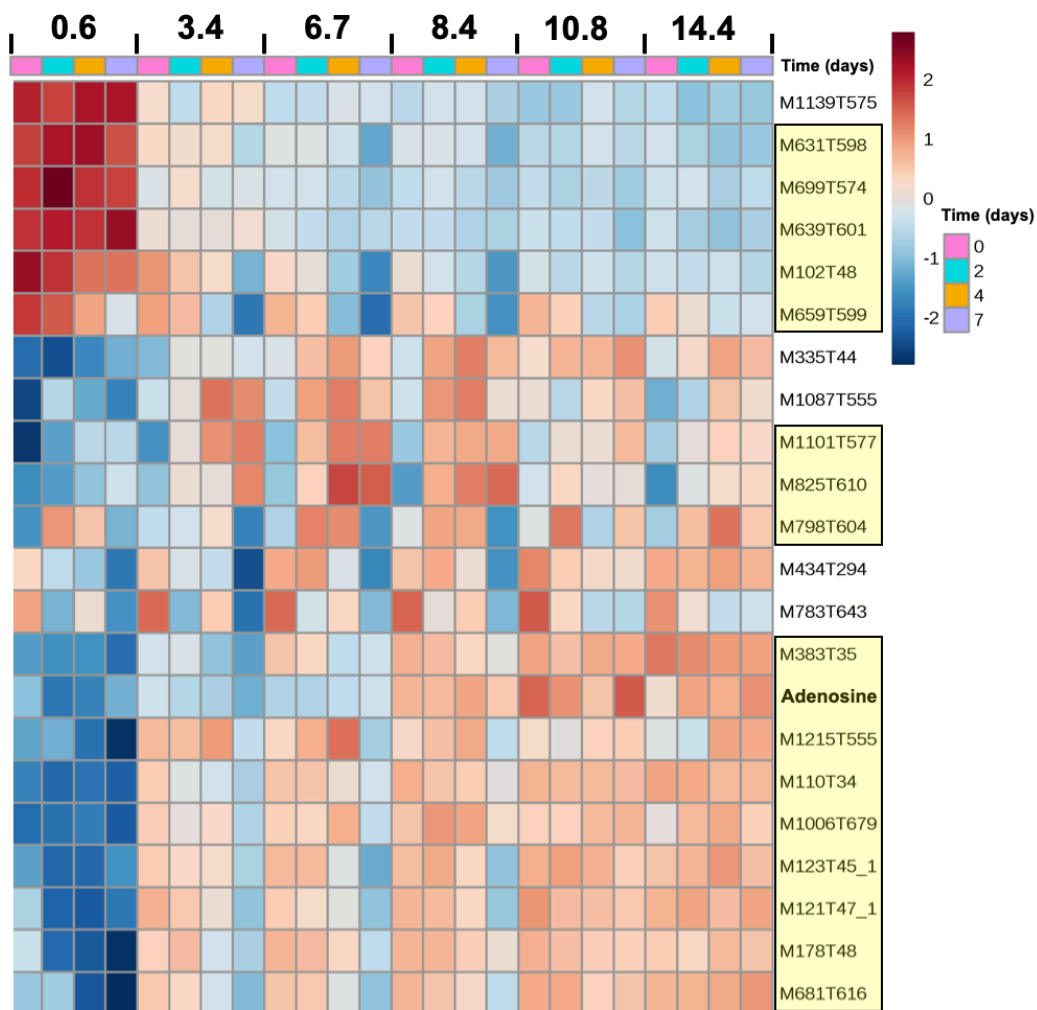 0.6 3.4 6.7 8.4 10.8 14.4
Time (days)
M1139T575
M631T598
M699T574
M639T601
M102T48
M659T599
M335T44
M1087T555
M1101T577
M825T610
M798T604
M434T294
M783T643
M383T35
Adenosine
M1215T555
M110T34
M1006T679
M123T45_1
M121T47_1
M178T48
M681T616
2
1
0
-1
-2
Time (days)
0
2
4
7